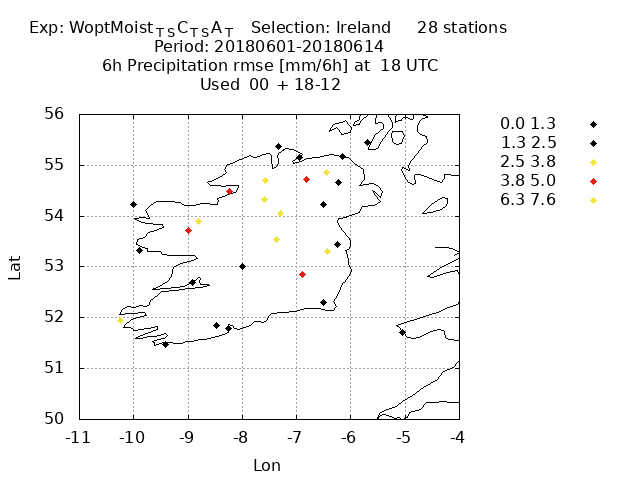 Exp: WoptMoist_TS C_TS A_T Selection: Ireland 28 stations
Period: 20180601-20180614
6h Precipitation rmse [mm/6h] at 18 UTC
Used 00 + 18-12
0.0 1.3
1.3 2.5
2.5 3.8
3.8 5.0
6.3 7.6
Lat
56
55
54
53
52
51
50
-11 -10 -9 -8 -7 -6 -5 -4
Lon